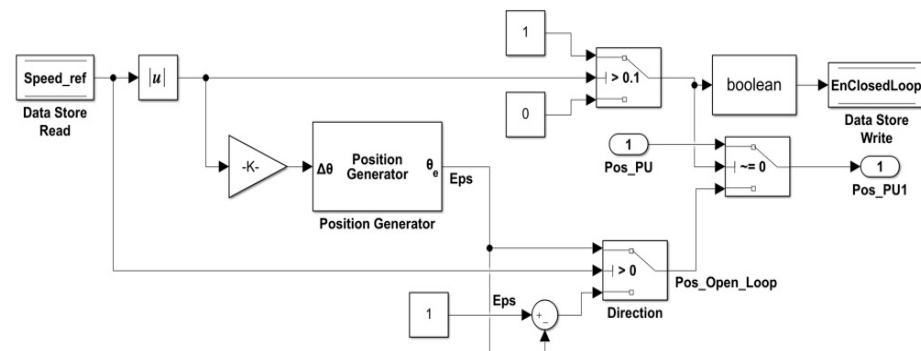 1
Speed_ref
|u|
> 0.1
boolean
EnClosedLoop
Data Store
Read
0
Data Store
Write
1
Pos_PU
~= 0
1
Pos_PU1
-K-
Δθ
Position
Generator
θe
Eps
Position Generator
> 0
Pos_Open_Loop
Direction
1
Eps
+
−